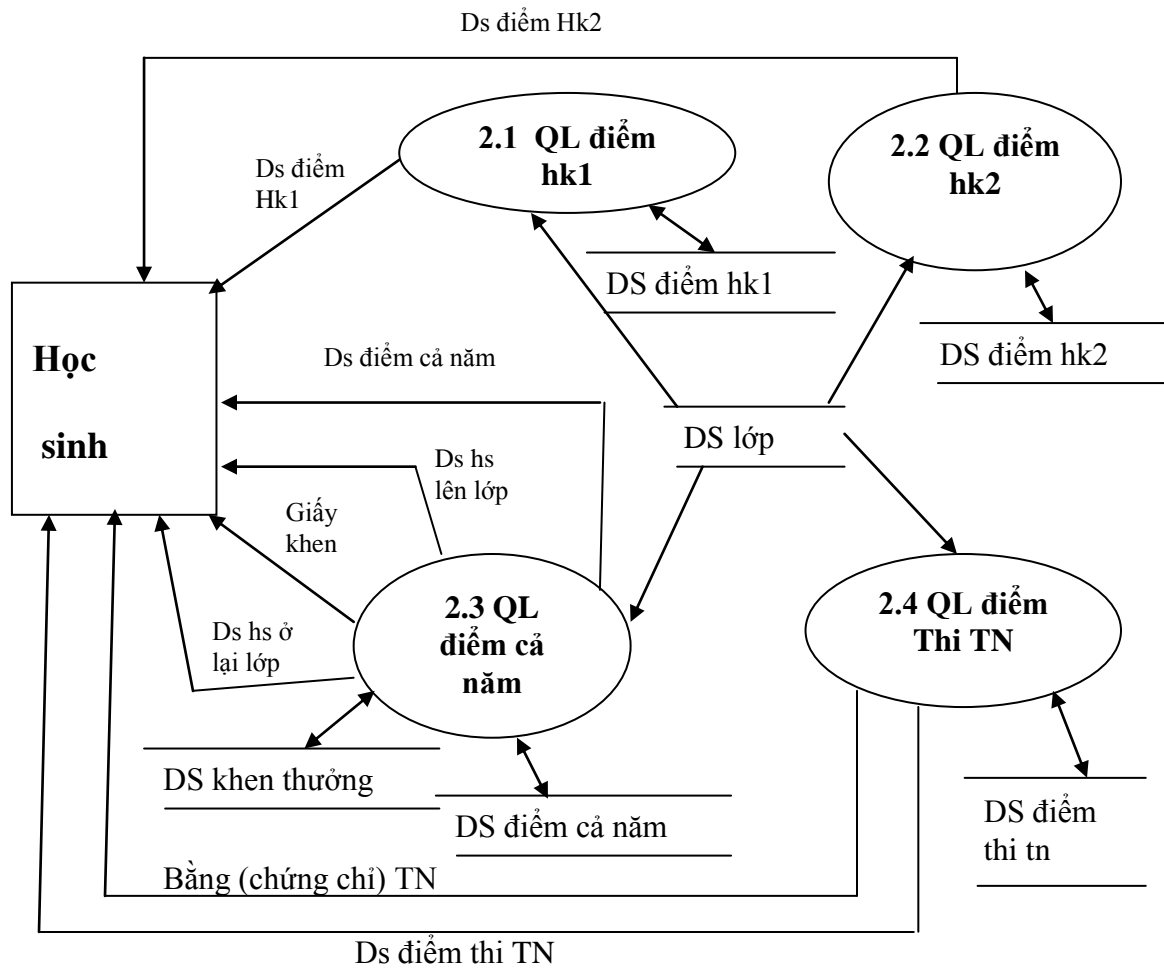 Ds điểm Hk2
2.1 QL điểm
hk1
2.2 QL điểm
hk2
Ds điểm
Hk1
DS điểm hk1
DS điểm hk2
Học
sinh
Ds điểm cả năm
DS lớp
Ds hs
lên lớp
Giấy
khen
2.3 QL
điểm cả
năm
2.4 QL điểm
Thi TN
Ds hs ở
lại lớp
DS khen thưởng
DS điểm cả năm
DS điểm
thi tn
Bằng (chứng chỉ) TN
Ds điểm thi TN